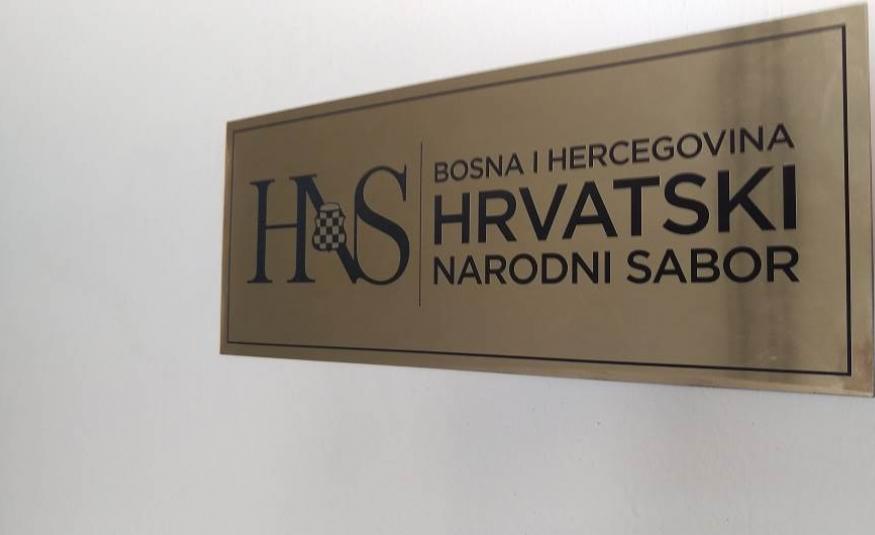 HNS
BOSNA I HERCEGOVINA
HRVATSKI
NARODNI SABOR